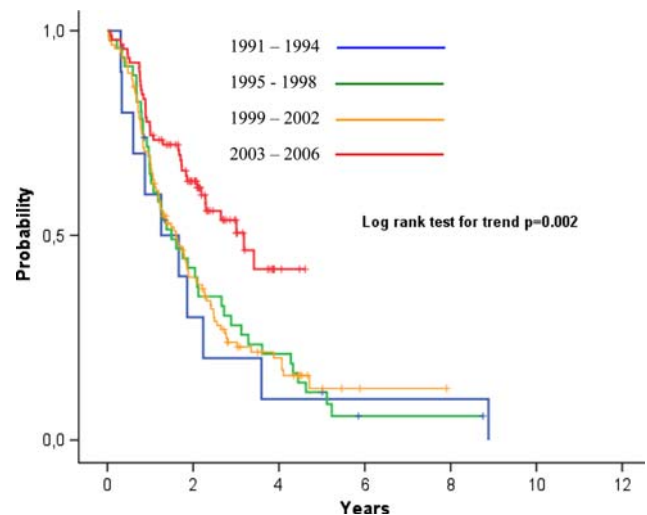 1,0
0,5
0,0
Probability
1991 – 1994
1995 - 1998
1999 – 2002
2003 – 2006
Log rank test for trend p=0.002
0 2 4 6 8 10 12
Years